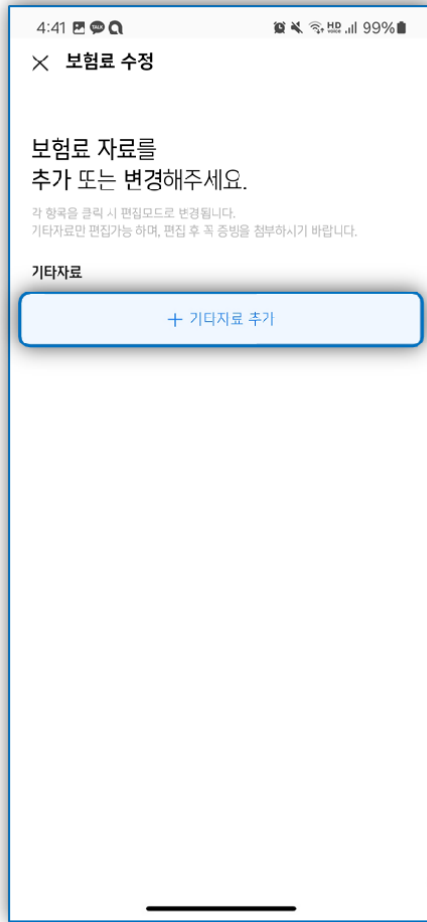 4:41 99%
보험료 수정
보험료 자료를
추가 또는 변경해주세요.
각 항목을 클릭 시 편집모드로 변경됩니다.
기타자료만 편집가능 하며, 편집 후 꼭 증빙을 첨부하시기 바랍니다.
기타자료
+ 기타자료 추가